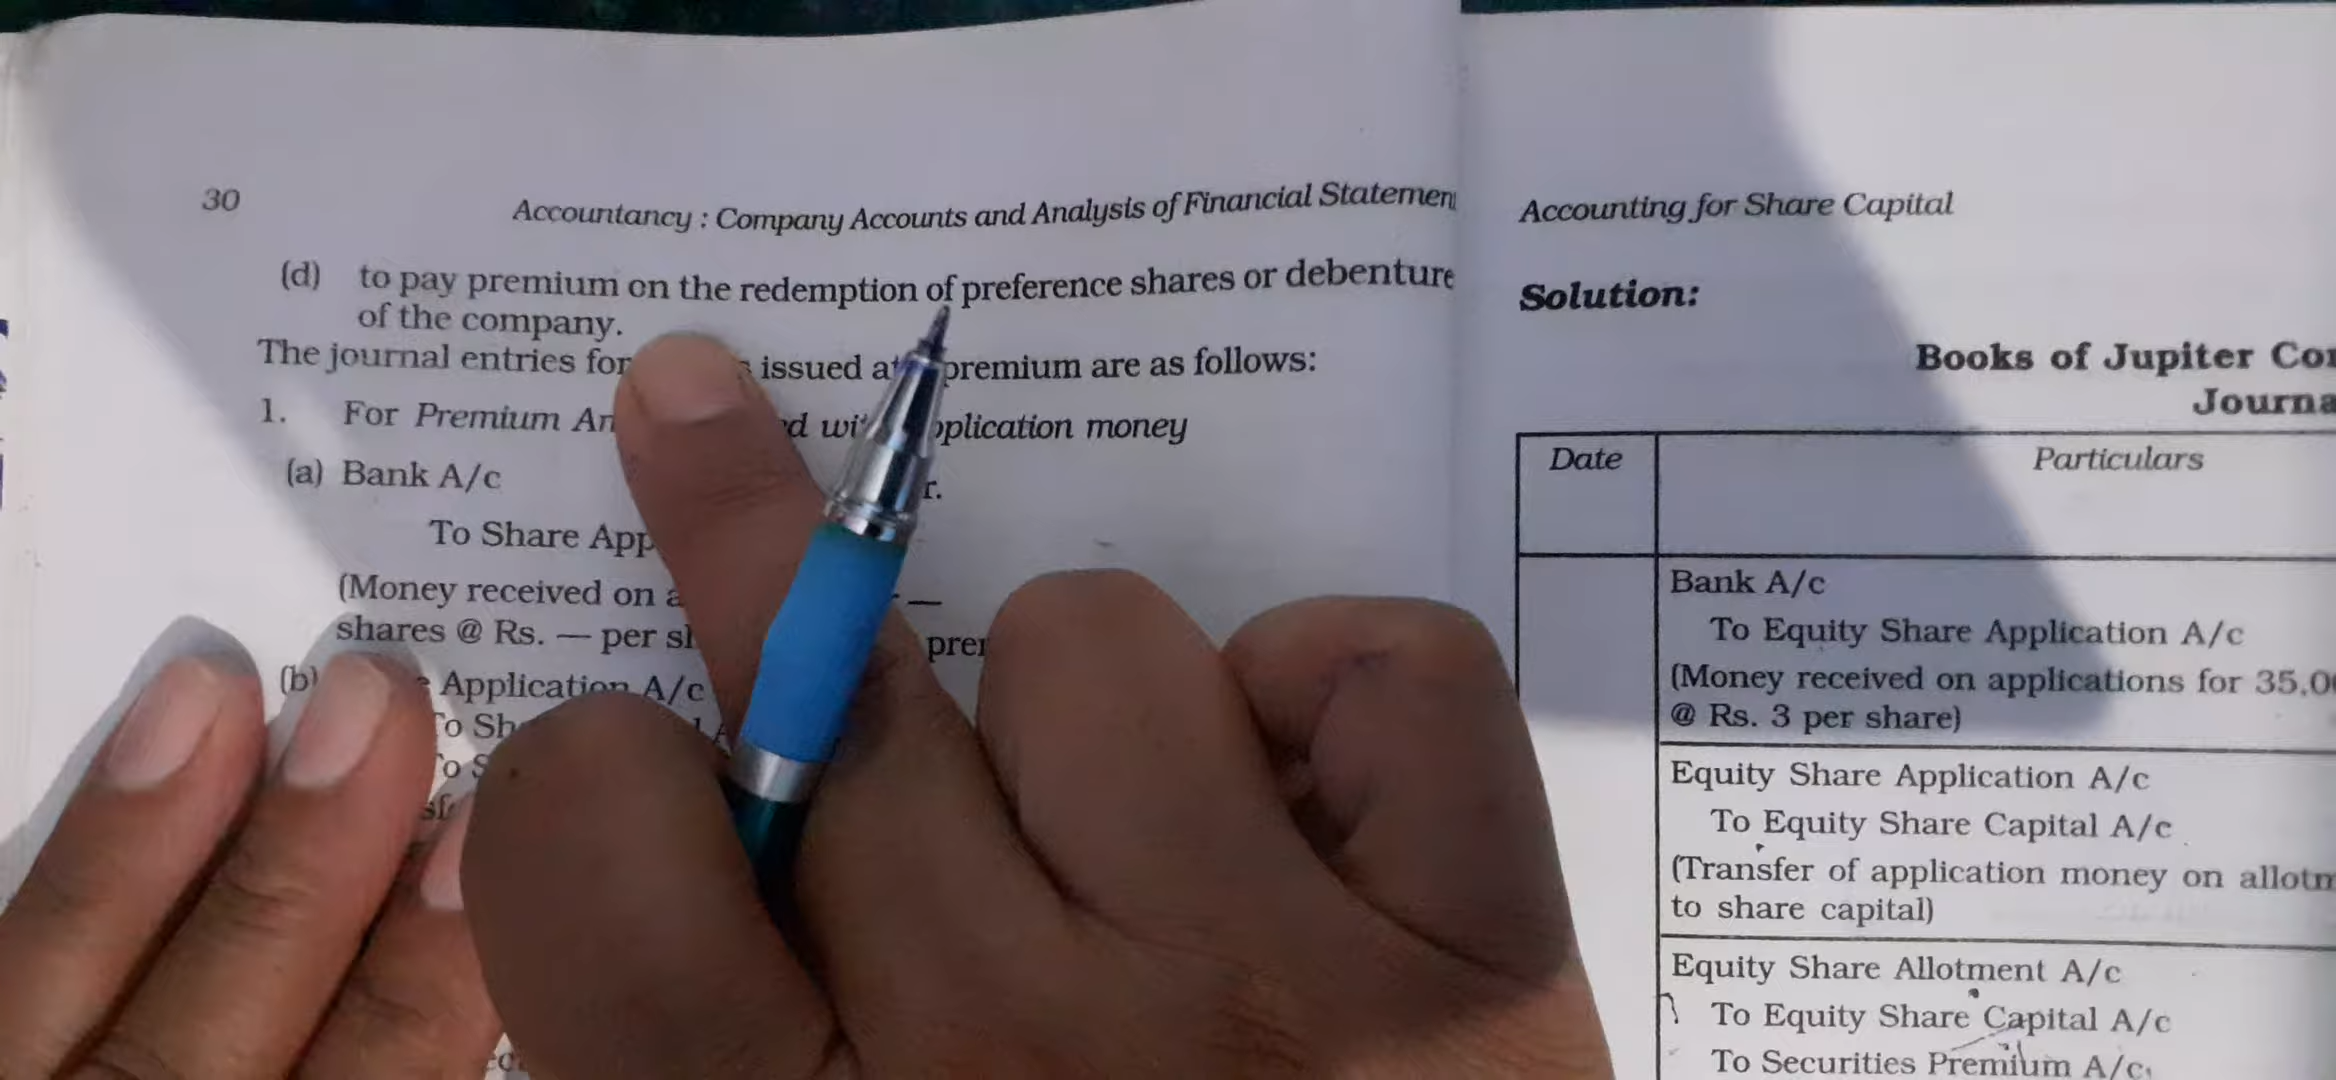 30
Accountancy : Company Accounts and Analysis of Financial Statemen
(d) to pay premium on the redemption of preference shares or debenture
of the company.
The journal entries for issued at premium are as follows:
1. For Premium wi application money
(a) Bank A/c
To Share App
(Money received on —
shares @ Rs. — per
(b) Application A/c
To
To
Accounting for Share Capital
Solution:
Books of Jupiter
Journa
Date Particulars
Bank A/c
To Equity Share Application A/c
(Money received on applications for 35,0
@ Rs. 3 per share)
Equity Share Application A/c
To Equity Share Capital A/c
(Transfer of application money on allotm
to share capital)
Equity Share Allotment A/c
To Equity Share Capital A/c
To Securities Premium A/c